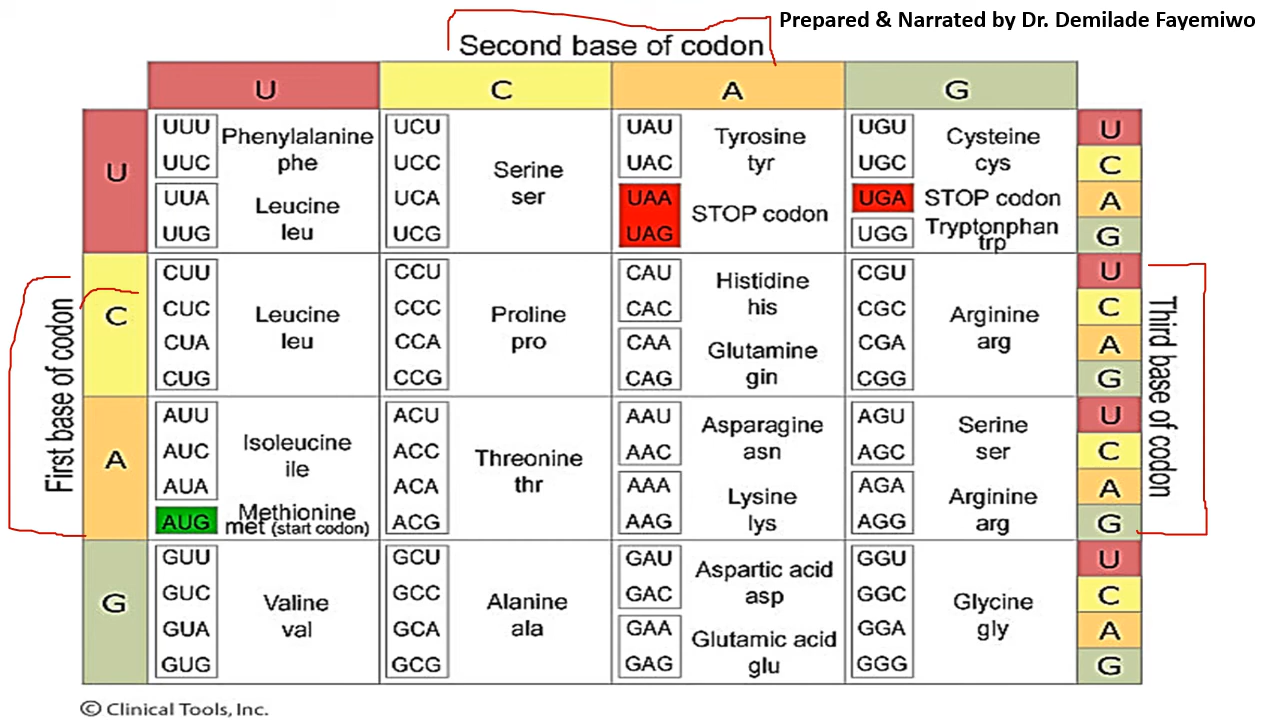 Prepared & Narrated by Dr. Demilade Fayemiwo
Second base of codon
U C A G
First base of codon
Third base of codon
U
UUU UUC Phenylalanine phe
UUA UUG Leucine leu
UCU UCC UCA UCG Serine ser
UAU UAC Tyrosine tyr
UAA UAG STOP codon
UGU UGC Cysteine cys
UGA STOP codon
UGG Tryptonphan trp
U C A G
C
CUU CUC CUA CUG Leucine leu
CCU CCC CCA CCG Proline pro
CAU CAC Histidine his
CAA CAG Glutamine gin
CGU CGC CGA CGG Arginine arg
U C A G
A
AUU AUC AUA Isoleucine ile
AUG Methionine met (start codon)
ACU ACC ACA ACG Threonine thr
AAU AAC Asparagine asn
AAA AAG Lysine lys
AGU AGC Serine ser
AGA AGG Arginine arg
U C A G
G
GUU GUC GUA GUG Valine val
GCU GCC GCA GCG Alanine ala
GAU GAC Aspartic acid asp
GAA GAG Glutamic acid glu
GGU GGC GGA GGG Glycine gly
U C A G
© Clinical Tools, Inc.